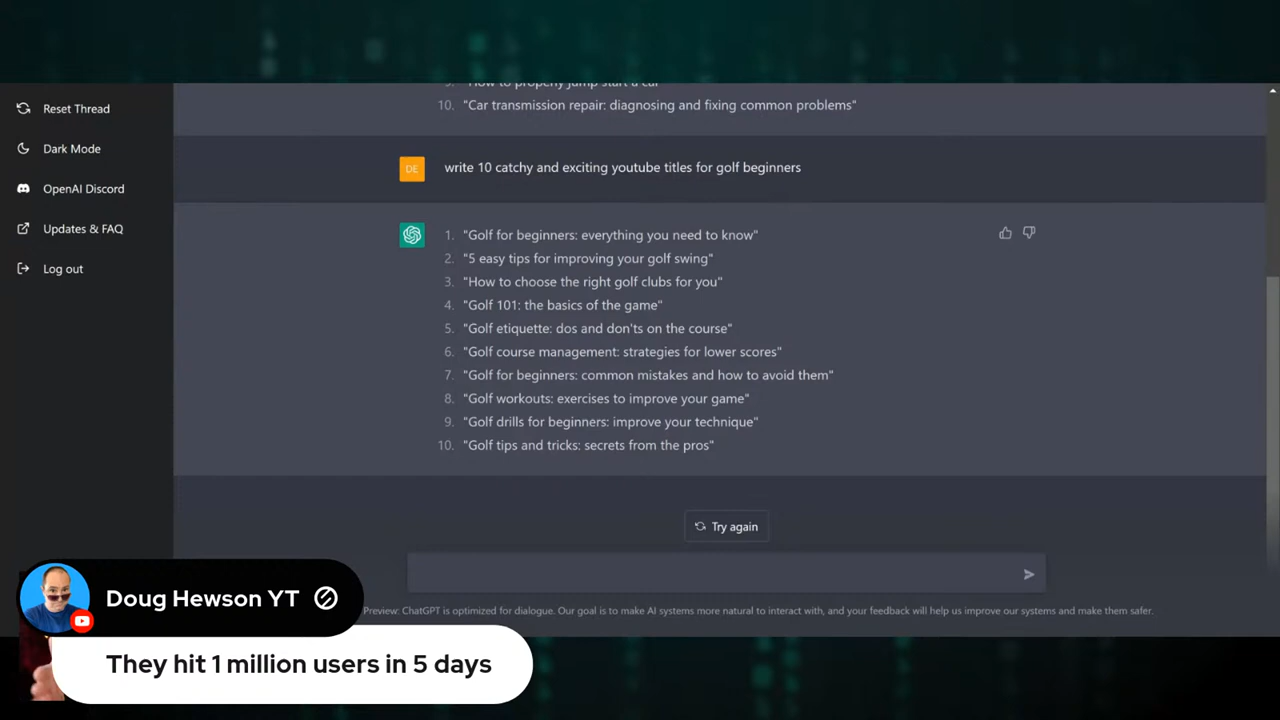 "How to properly jump start a car"
10. "Car transmission repair: diagnosing and fixing common problems"
Reset Thread
Dark Mode
OpenAI Discord
Updates & FAQ
Log out
DE
write 10 catchy and exciting youtube titles for golf beginners
1. "Golf for beginners: everything you need to know"
2. "5 easy tips for improving your golf swing"
3. "How to choose the right golf clubs for you"
4. "Golf 101: the basics of the game"
5. "Golf etiquette: dos and don'ts on the course"
6. "Golf course management: strategies for lower scores"
7. "Golf for beginners: common mistakes and how to avoid them"
8. "Golf workouts: exercises to improve your game"
9. "Golf drills for beginners: improve your technique"
10. "Golf tips and tricks: secrets from the pros"
Try again
Preview: ChatGPT is optimized for dialogue. Our goal is to make AI systems more natural to interact with, and your feedback will help us improve our systems and make them safer.
Doug Hewson YT
They hit 1 million users in 5 days